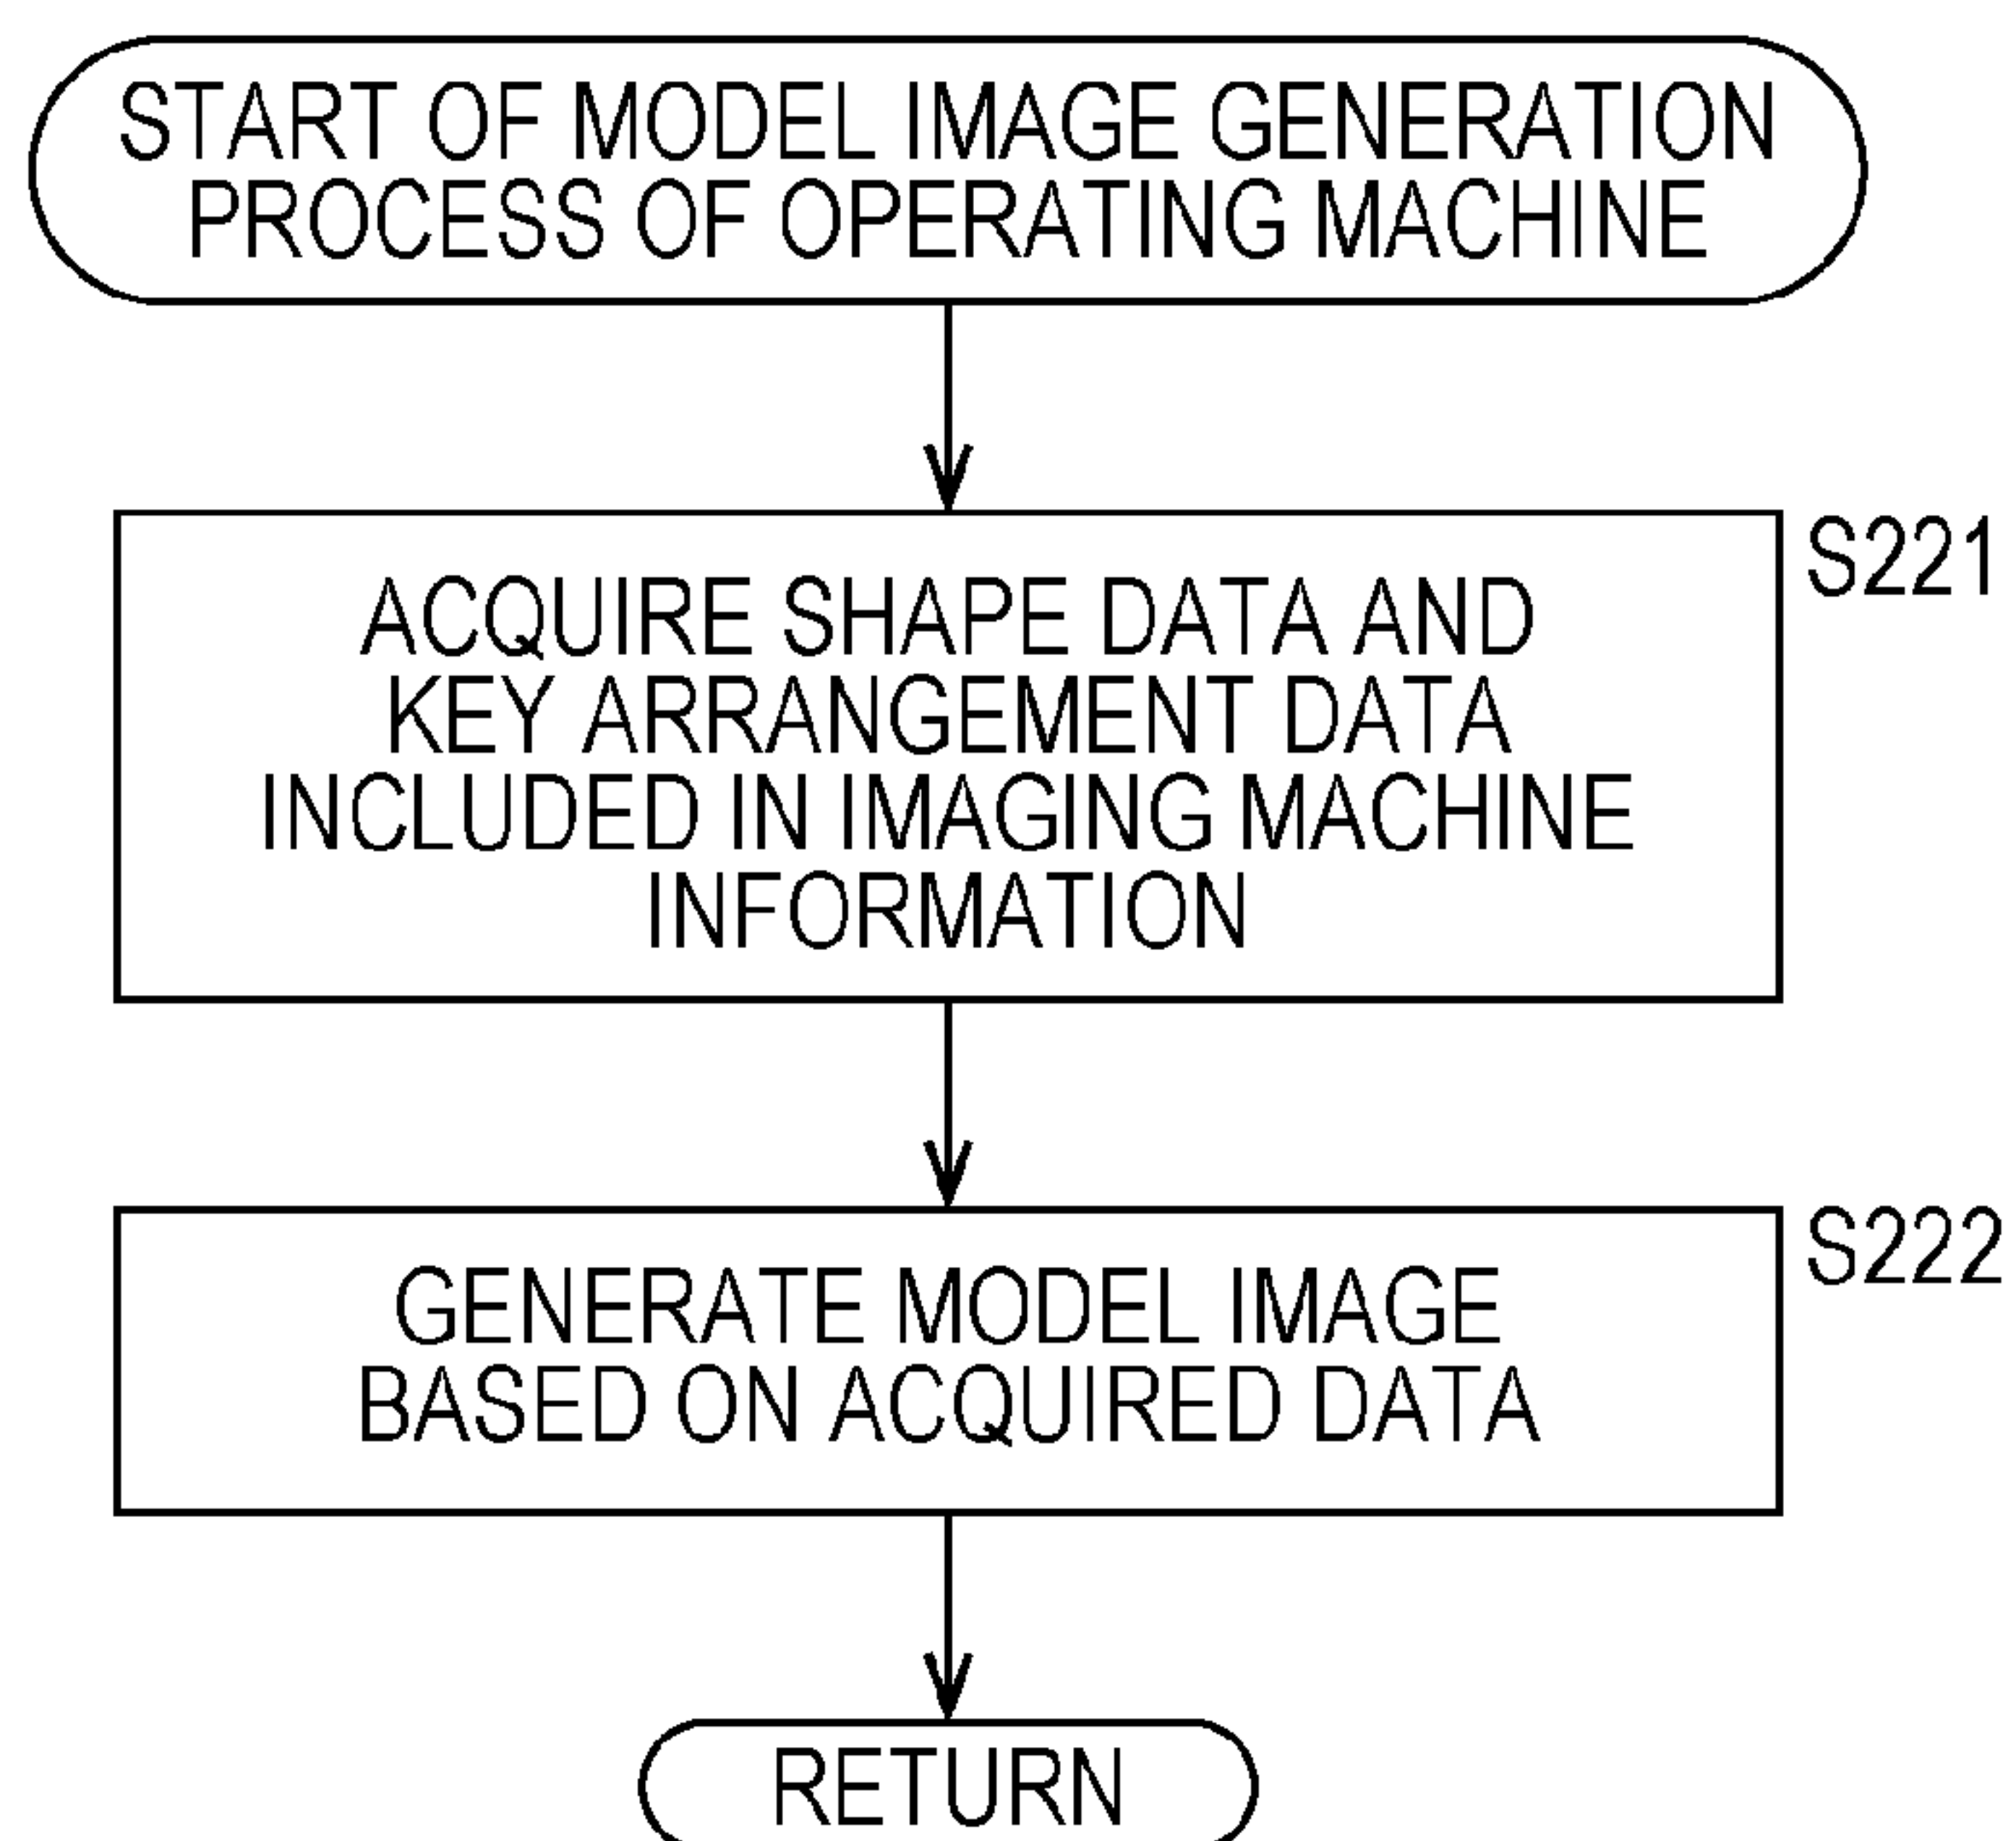 START OF MODEL IMAGE GENERATION
PROCESS OF OPERATING MACHINE
S221
ACQUIRE SHAPE DATA AND
KEY ARRANGEMENT DATA
INCLUDED IN IMAGING MACHINE
INFORMATION
S222
GENERATE MODEL IMAGE
BASED ON ACQUIRED DATA
RETURN